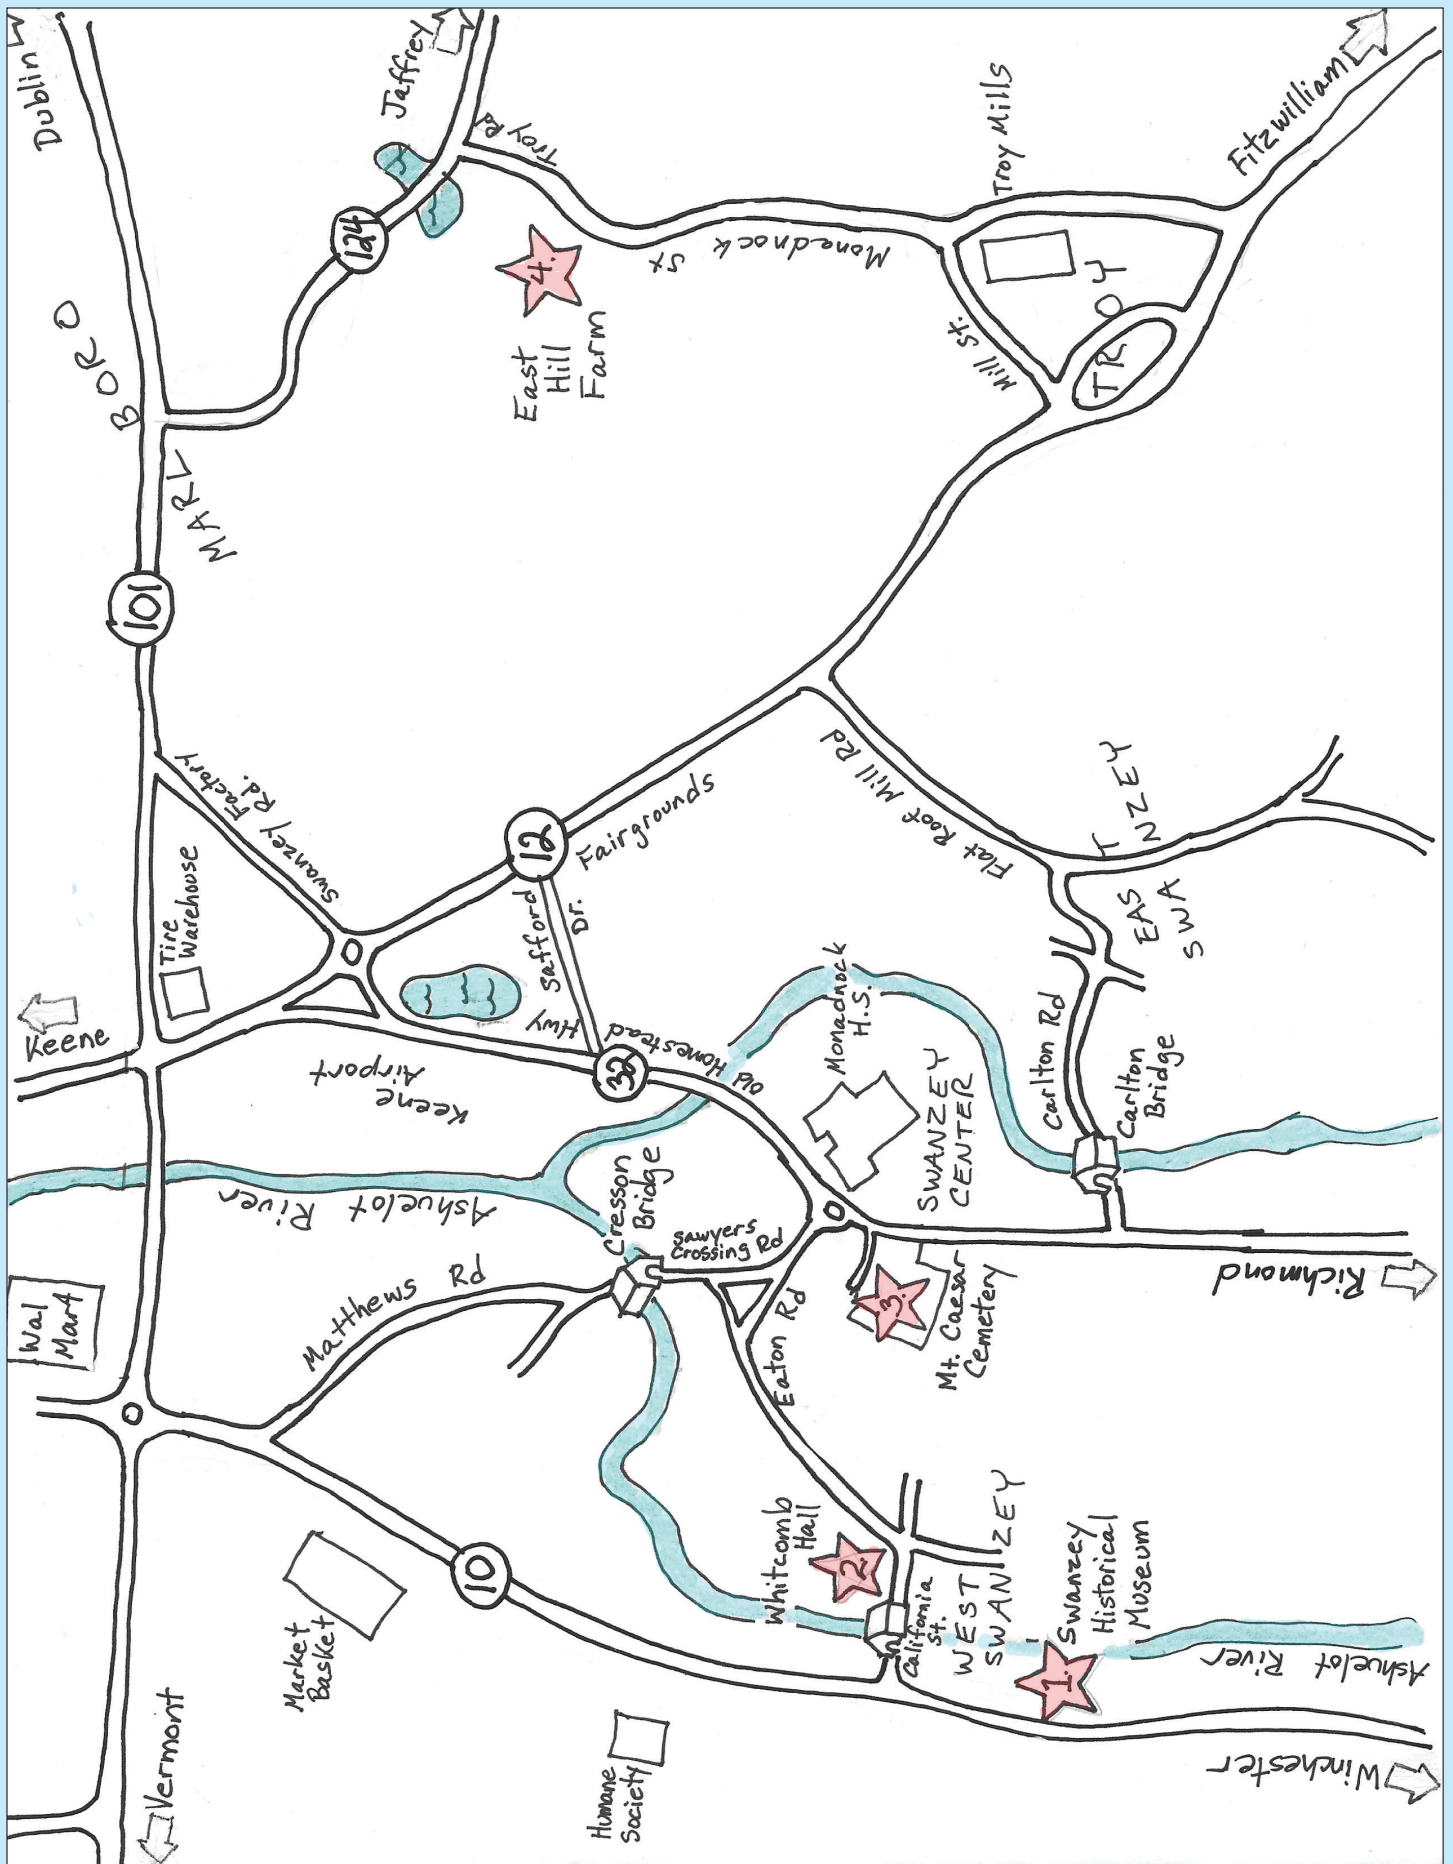 Dublin
Jaffrey
Troy Rd
124
BORO
MARL
101
4.
East
Hill
Farm
Monadnock
St
Troy Mills
Fitzwilliam
Mill St.
TROY
Swanzey Factory
Rd.
Tire
Warehouse
12
Fairgrounds
Safford
Dr.
Flat Roof Mill Rd
EAST
SWANZEY
Keene
Keene
Airport
32
Old Homestead
Hwy
Monadnock
H.S.
SWANZEY
CENTER
Carlton Rd
Carlton
Bridge
Ashuelot River
Cresson
Bridge
Sawyers
Crossing Rd
Wal
Mart
Matthews Rd
Eaton Rd
3.
Mt. Caesar
Cemetery
Richmond
10
Market
Basket
Whitcomb
Hall
2.
California
St.
WEST
SWANZEY
1.
Swanzey
Historical
Museum
Ashuelot
River
Winchester
Humane
Society
Vermont